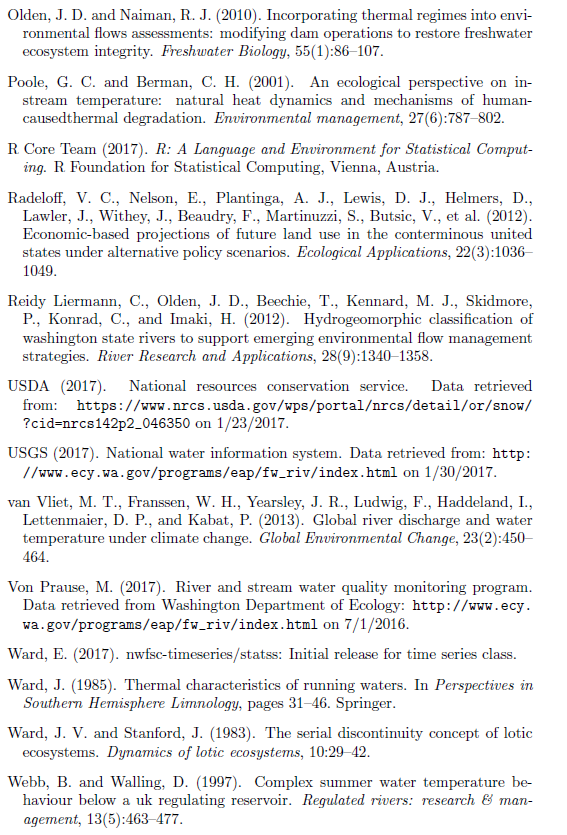 Olden, J. D. and Naiman, R. J. (2010). Incorporating thermal regimes into envi-
ronmental flows assessments: modifying dam operations to restore freshwater
ecosystem integrity. Freshwater Biology, 55(1):86–107.
Poole, G. C. and Berman, C. H. (2001). An ecological perspective on in-
stream temperature: natural heat dynamics and mechanisms of human-
causedthermal degradation. Environmental management, 27(6):787–802.
R Core Team (2017). R: A Language and Environment for Statistical Comput-
ing. R Foundation for Statistical Computing, Vienna, Austria.
Radeloff, V. C., Nelson, E., Plantinga, A. J., Lewis, D. J., Helmers, D.,
Lawler, J., Withey, J., Beaudry, F., Martinuzzi, S., Butsic, V., et al. (2012).
Economic-based projections of future land use in the conterminous united
states under alternative policy scenarios. Ecological Applications, 22(3):1036–
1049.
Reidy Liermann, C., Olden, J. D., Beechie, T., Kennard, M. J., Skidmore,
P., Konrad, C., and Imaki, H. (2012). Hydrogeomorphic classification of
washington state rivers to support emerging environmental flow management
strategies. River Research and Applications, 28(9):1340–1358.
USDA (2017). National resources conservation service. Data retrieved
from: https://www.nrcs.usda.gov/wps/portal/nrcs/detail/or/snow/
?cid=nrcs142p2_046350 on 1/23/2017.
USGS (2017). National water information system. Data retrieved from: http:
//www.ecy.wa.gov/programs/eap/fw_riv/index.html on 1/30/2017.
van Vliet, M. T., Franssen, W. H., Yearsley, J. R., Ludwig, F., Haddeland, I.,
Lettenmaier, D. P., and Kabat, P. (2013). Global river discharge and water
temperature under climate change. Global Environmental Change, 23(2):450–
464.
Von Prause, M. (2017). River and stream water quality monitoring program.
Data retrieved from Washington Department of Ecology: http://www.ecy.
wa.gov/programs/eap/fw_riv/index.html on 7/1/2016.
Ward, E. (2017). nwfsc-timeseries/statss: Initial release for time series class.
Ward, J. (1985). Thermal characteristics of running waters. In Perspectives in
Southern Hemisphere Limnology, pages 31–46. Springer.
Ward, J. V. and Stanford, J. (1983). The serial discontinuity concept of lotic
ecosystems. Dynamics of lotic ecosystems, 10:29–42.
Webb, B. and Walling, D. (1997). Complex summer water temperature be-
haviour below a uk regulating reservoir. Regulated rivers: research & man-
agement, 13(5):463–477.